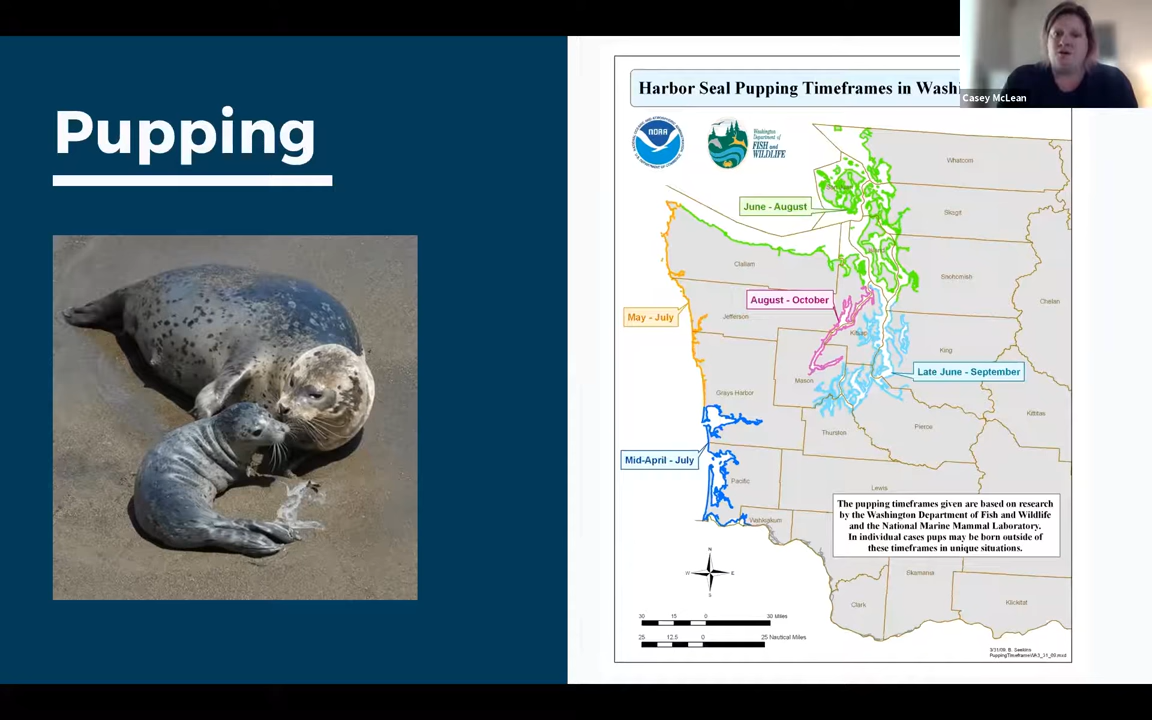 Pupping
Harbor Seal Pupping Timeframes in Wash
Casey McLean
NOAA
Washington
Department of
FISH and
WILDLIFE
Whatcom
June - August
Skagit
Clallam
Snohomish
August - October
Chelan
May - July
Jefferson
Kitsap
King
Late June - September
Mason
Grays Harbor
Kittitas
Thurston
Pierce
Mid-April - July
Pacific
Lewis
The pupping timeframes given are based on research
by the Washington Department of Fish and Wildlife
and the National Marine Mammal Laboratory.
In individual cases pups may be born outside of
these timeframes in unique situations.
Wahkiakum
N
W
E
S
Skamania
Clark
Klickitat
30 15 0 30 Miles
25 12.5 0 25 Nautical Miles